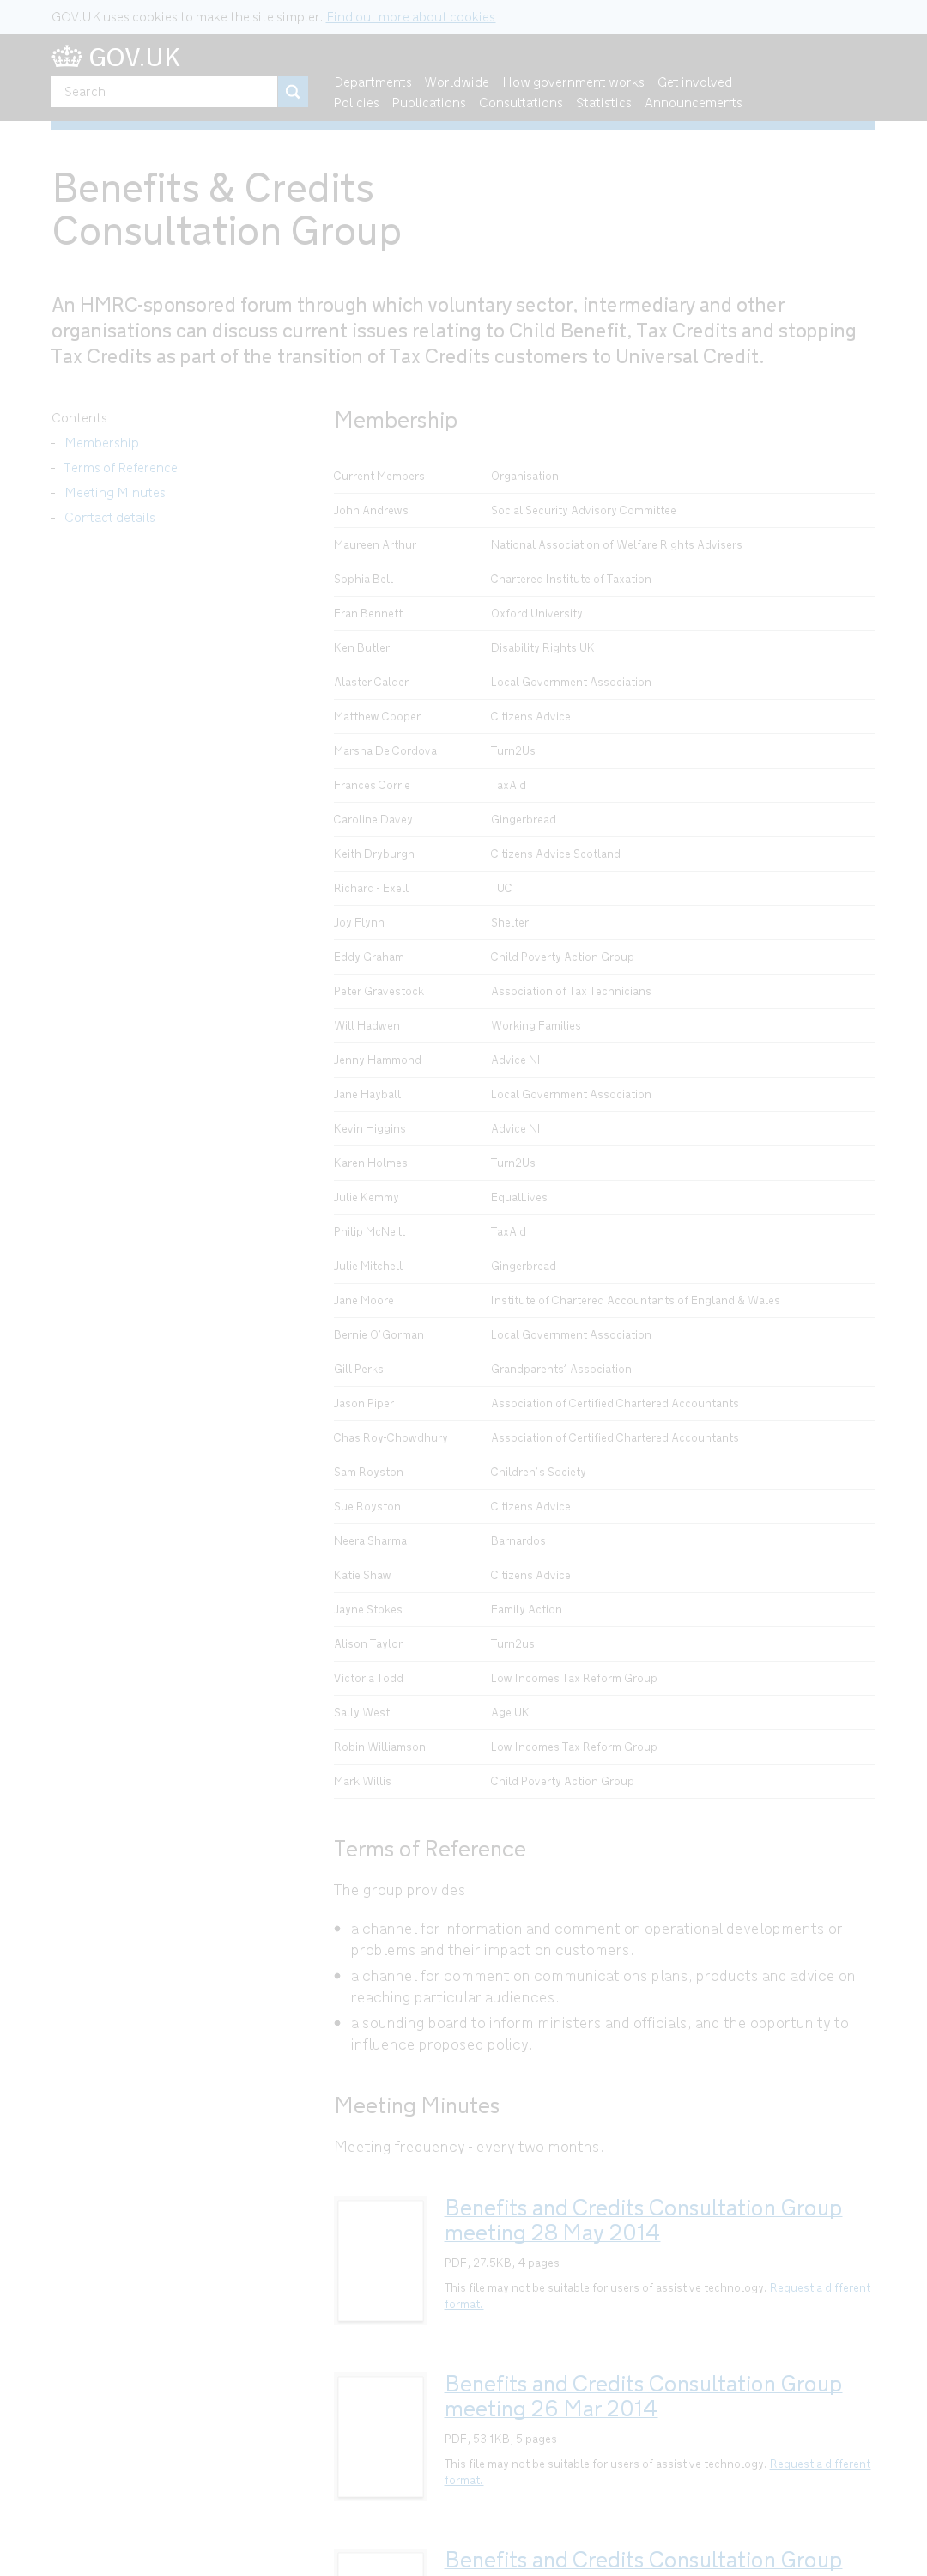 GOV.UK uses cookies to make the site simpler. Find out more about cookies
GOV.UK
Search
Departments Worldwide How government works Get involved
Policies Publications Consultations Statistics Announcements
Benefits & Credits
Consultation Group
An HMRC-sponsored forum through which voluntary sector, intermediary and other
organisations can discuss current issues relating to Child Benefit, Tax Credits and stopping
Tax Credits as part of the transition of Tax Credits customers to Universal Credit.
Contents
- Membership
- Terms of Reference
- Meeting Minutes
- Contact details
Membership
Current Members Organisation
John Andrews Social Security Advisory Committee
Maureen Arthur National Association of Welfare Rights Advisers
Sophia Bell Chartered Institute of Taxation
Fran Bennett Oxford University
Ken Butler Disability Rights UK
Alaster Calder Local Government Association
Matthew Cooper Citizens Advice
Marsha De Cordova Turn2Us
Frances Corrie TaxAid
Caroline Davey Gingerbread
Keith Dryburgh Citizens Advice Scotland
Richard - Exell TUC
Joy Flynn Shelter
Eddy Graham Child Poverty Action Group
Peter Gravestock Association of Tax Technicians
Will Hadwen Working Families
Jenny Hammond Advice NI
Jane Hayball Local Government Association
Kevin Higgins Advice NI
Karen Holmes Turn2Us
Julie Kemmy EqualLives
Philip McNeill TaxAid
Julie Mitchell Gingerbread
Jane Moore Institute of Chartered Accountants of England & Wales
Bernie O'Gorman Local Government Association
Gill Perks Grandparents' Association
Jason Piper Association of Certified Chartered Accountants
Chas Roy-Chowdhury Association of Certified Chartered Accountants
Sam Royston Children's Society
Sue Royston Citizens Advice
Neera Sharma Barnardos
Katie Shaw Citizens Advice
Jayne Stokes Family Action
Alison Taylor Turn2us
Victoria Todd Low Incomes Tax Reform Group
Sally West Age UK
Robin Williamson Low Incomes Tax Reform Group
Mark Willis Child Poverty Action Group
Terms of Reference
The group provides
• a channel for information and comment on operational developments or
problems and their impact on customers.
• a channel for comment on communications plans, products and advice on
reaching particular audiences.
• a sounding board to inform ministers and officials, and the opportunity to
influence proposed policy.
Meeting Minutes
Meeting frequency - every two months.
Benefits and Credits Consultation Group
meeting 28 May 2014
PDF, 27.5KB, 4 pages
This file may not be suitable for users of assistive technology. Request a different
format.
Benefits and Credits Consultation Group
meeting 26 Mar 2014
PDF, 53.1KB, 5 pages
This file may not be suitable for users of assistive technology. Request a different
format.
Benefits and Credits Consultation Group